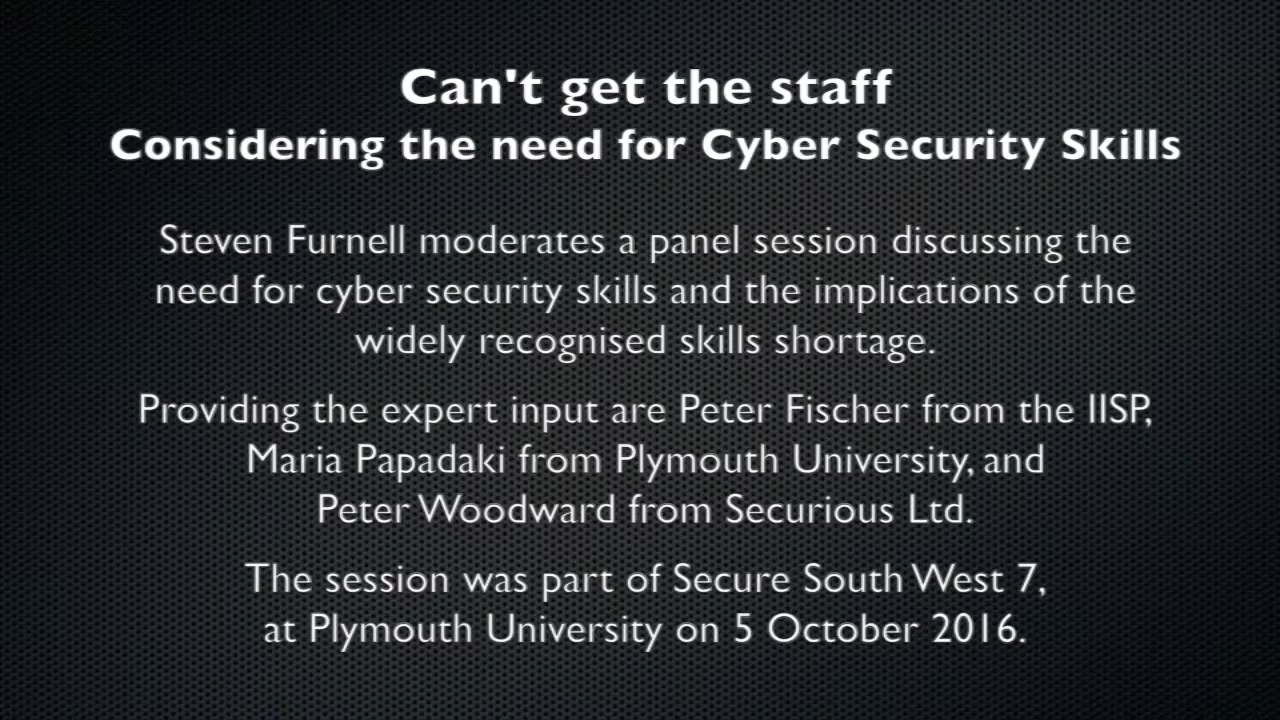 Can't get the staff
Considering the need for Cyber Security Skills
Steven Furnell moderates a panel session discussing the
need for cyber security skills and the implications of the
widely recognised skills shortage.
Providing the expert input are Peter Fischer from the IISP,
Maria Papadaki from Plymouth University, and
Peter Woodward from Securious Ltd.
The session was part of Secure South West 7,
at Plymouth University on 5 October 2016.